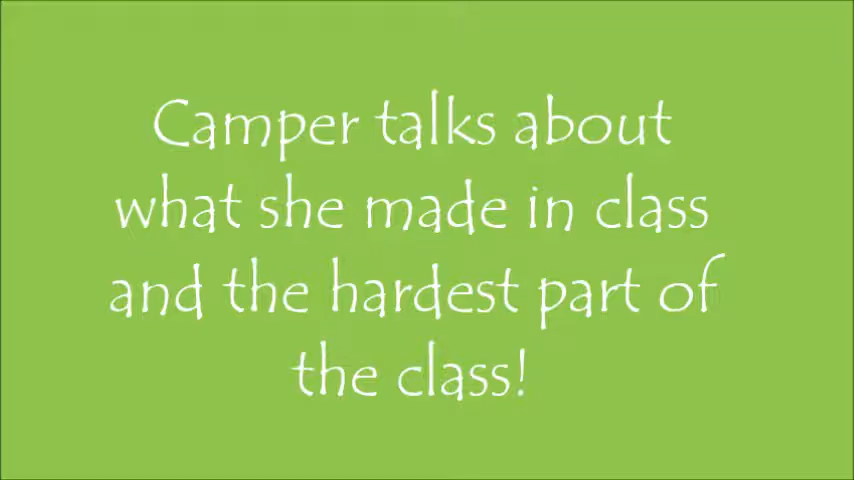 Camper talks about
what she made in class
and the hardest part of
the class!